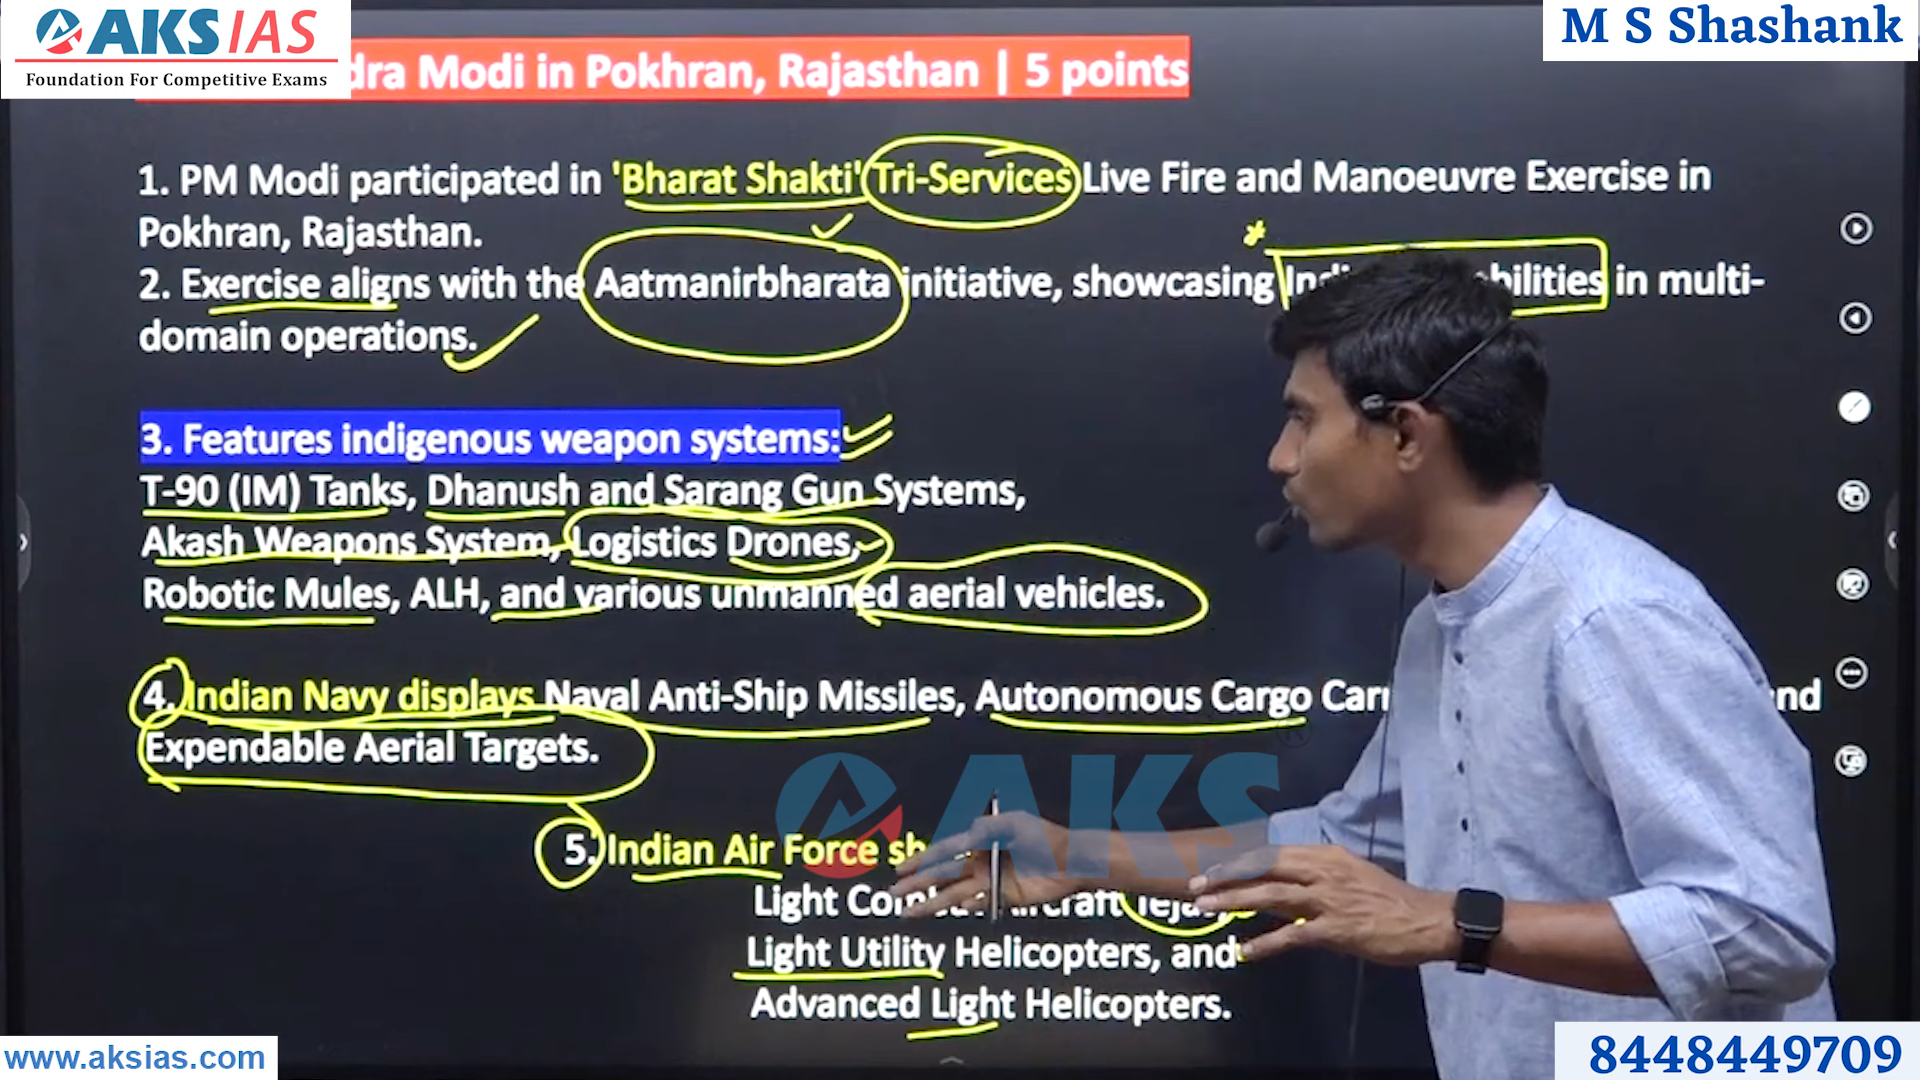 AKS IAS
Foundation For Competitive Exams
M S Shashank
dra Modi in Pokhran, Rajasthan | 5 points
1. PM Modi participated in 'Bharat Shakti' Tri-Services Live Fire and Manoeuvre Exercise in
Pokhran, Rajasthan.
2. Exercise aligns with the Aatmanirbharata initiative, showcasing bilities in multi-
domain operations.
3. Features indigenous weapon systems:
T-90 (IM) Tanks, Dhanush and Sarang Gun Systems,
Akash Weapons System, Logistics Drones,
Robotic Mules, ALH, and various unmanned aerial vehicles.
4. Indian Navy displays Naval Anti-Ship Missiles, Autonomous Cargo Carr nd
Expendable Aerial Targets.
AKS ®
5. Indian Air Force sh
Light Aircraft Tejas,
Light Utility Helicopters, and
Advanced Light Helicopters.
www.aksias.com
8448449709